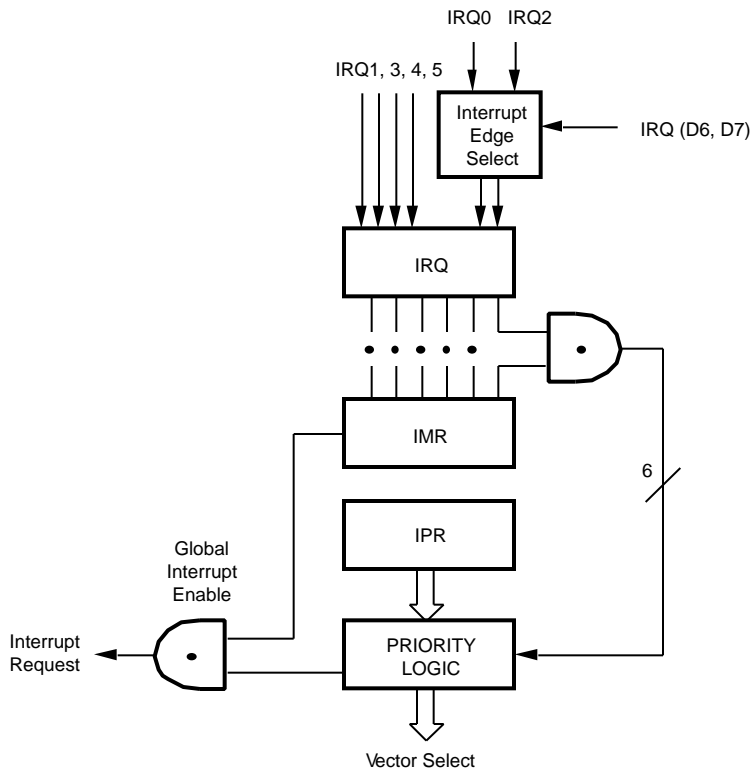 IRQ0 IRQ2
IRQ1, 3, 4, 5
Interrupt
Edge
Select
IRQ (D6, D7)
IRQ
IMR
6
IPR
Global
Interrupt
Enable
Interrupt
Request
PRIORITY
LOGIC
Vector Select